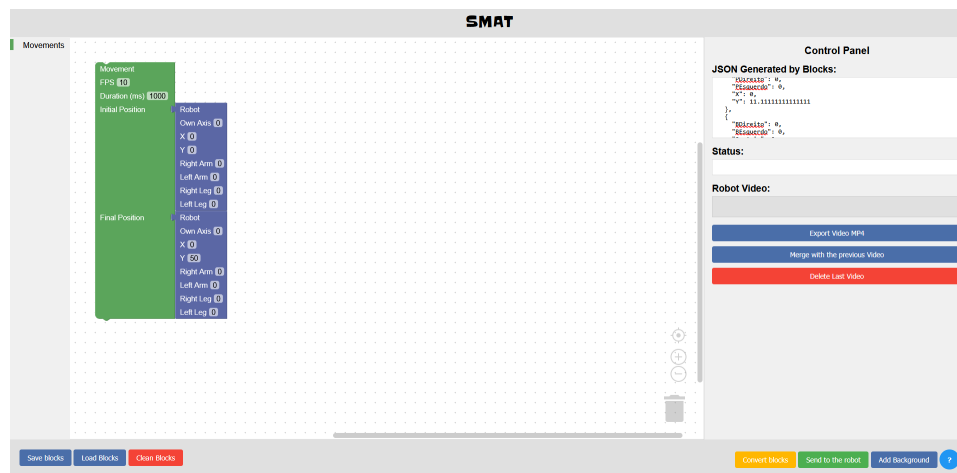 SMAT
Movements
Movement
FPS 10
Duration (ms) 1000
Initial Position Robot
Own Axis 0
X 0
Y 0
Right Arm 0
Left Arm 0
Right Leg 0
Left Leg 0
Final Position Robot
Own Axis 0
X 0
Y 50
Right Arm 0
Left Arm 0
Right Leg 0
Left Leg 0
Control Panel
JSON Generated by Blocks:
"PDireito": 0,
"PEsquerdo": 0,
"X": 0,
"Y": 11.11111111111111
},
{
"BDireito": 0,
"BEsquerdo": 0,
Status:
Robot Video:
Export Video MP4
Merge with the previous Video
Delete Last Video
Save blocks Load Blocks Clean Blocks
Convert blocks Send to the robot Add Background ?